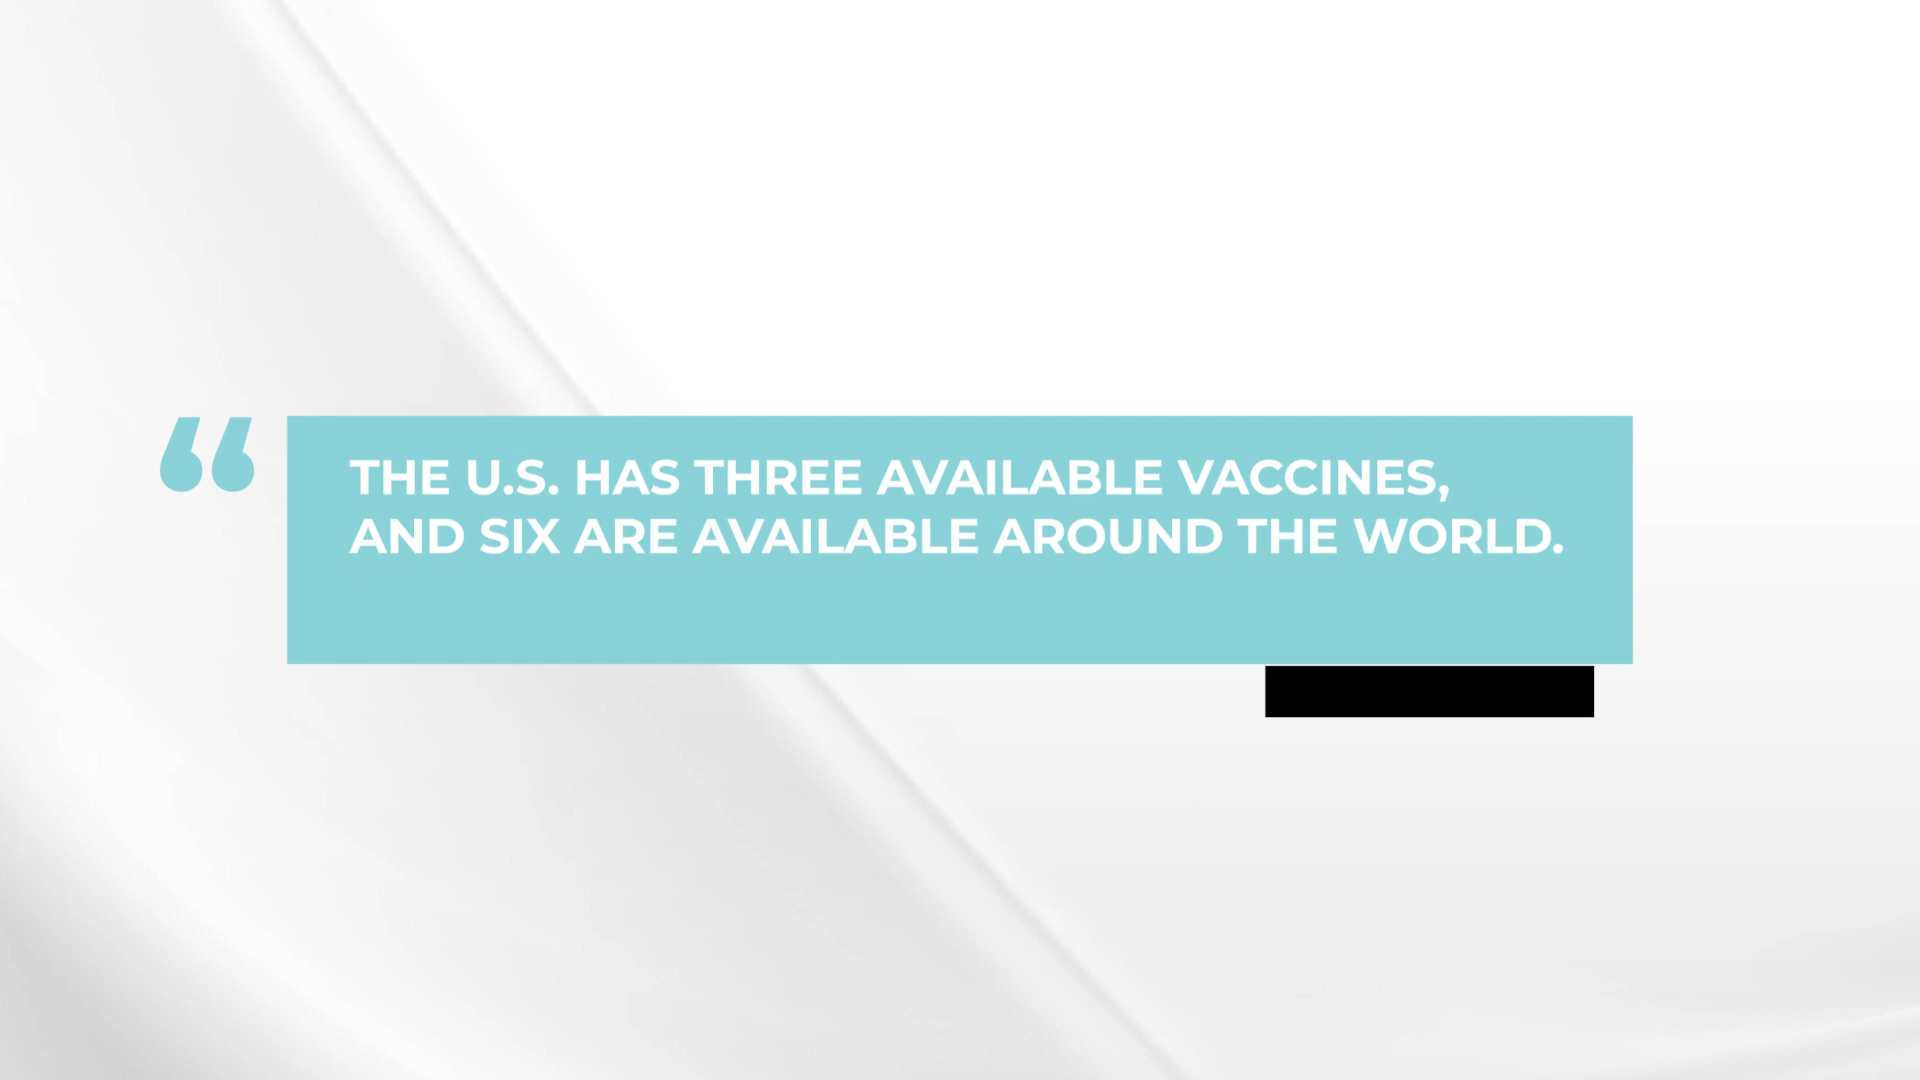 “
THE U.S. HAS THREE AVAILABLE VACCINES,
AND SIX ARE AVAILABLE AROUND THE WORLD.